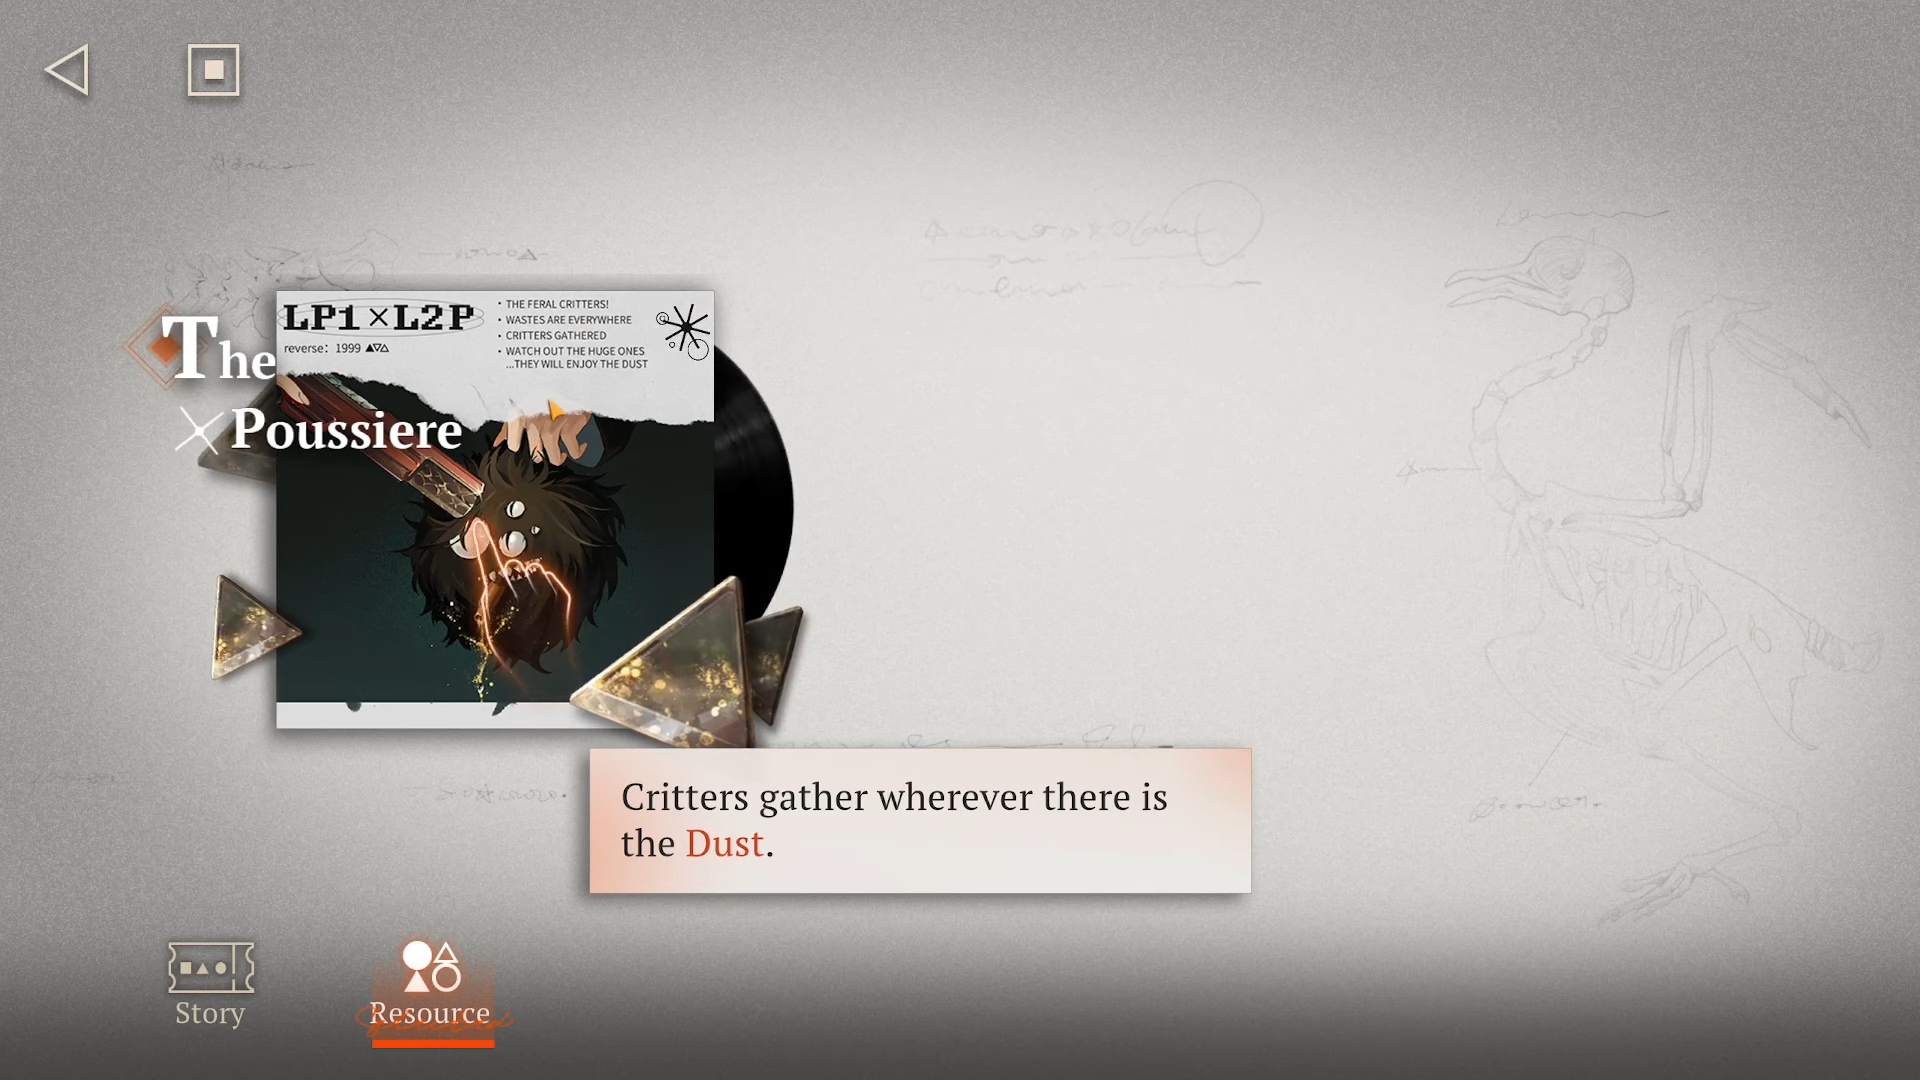 LP1×L2P
reverse: 1999
• THE FERAL CRITTERS!
• WASTES ARE EVERYWHERE
• CRITTERS GATHERED
• WATCH OUT THE HUGE ONES
...THEY WILL ENJOY THE DUST
The
Poussiere
Critters gather wherever there is
the Dust.
Story
Resource